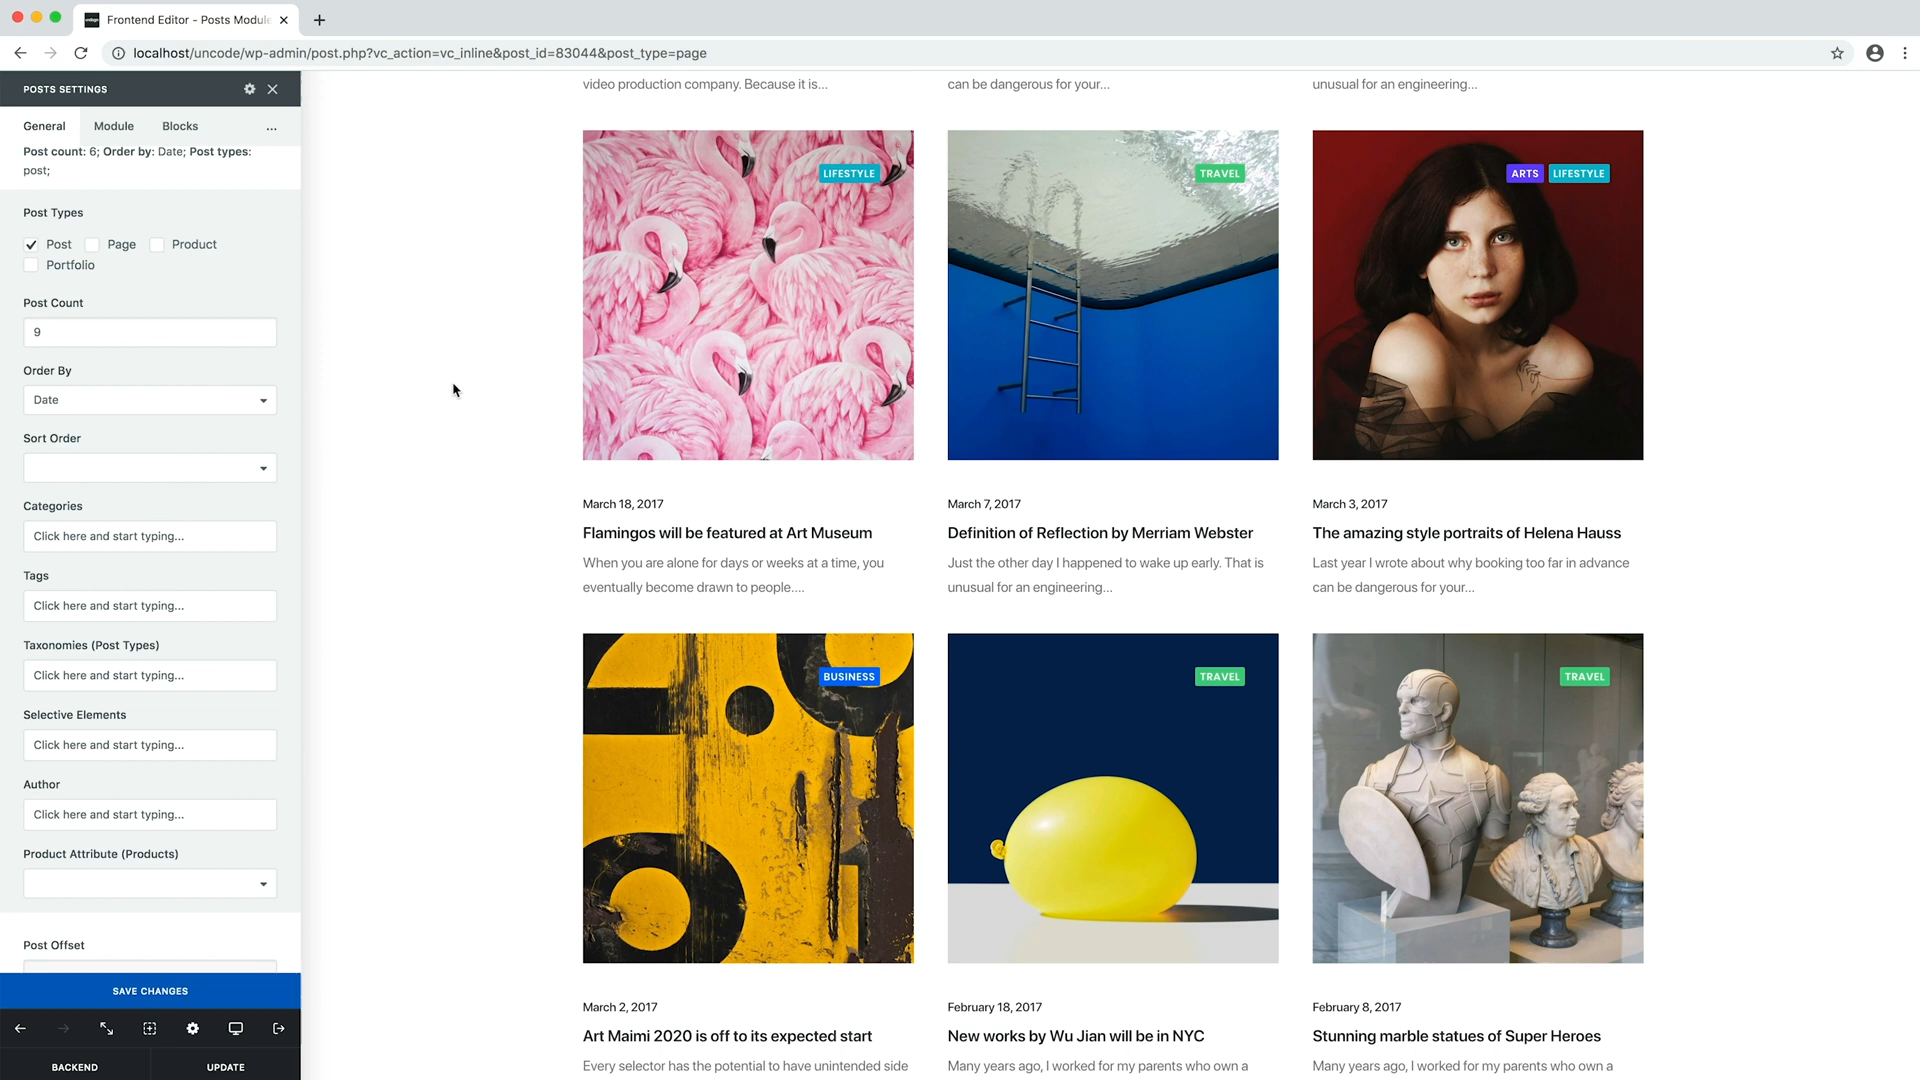 Frontend Editor - Posts Module
localhost/uncode/wp-admin/post.php?vc_action=vc_inline&post_id=83044&post_type=page
POSTS SETTINGS
General Module Blocks ...
Post count: 6; Order by: Date; Post types:
post;
Post Types
Post Page Product
Portfolio
Post Count
9
Order By
Date
Sort Order
Categories
Click here and start typing...
Tags
Click here and start typing...
Taxonomies (Post Types)
Click here and start typing...
Selective Elements
Click here and start typing...
Author
Click here and start typing...
Product Attribute (Products)
Post Offset
SAVE CHANGES
BACKEND UPDATE
video production company. Because it is...
can be dangerous for your...
unusual for an engineering...
LIFESTYLE
TRAVEL
ARTS LIFESTYLE
March 18, 2017
Flamingos will be featured at Art Museum
When you are alone for days or weeks at a time, you
eventually become drawn to people....
March 7, 2017
Definition of Reflection by Merriam Webster
Just the other day I happened to wake up early. That is
unusual for an engineering...
March 3, 2017
The amazing style portraits of Helena Hauss
Last year I wrote about why booking too far in advance
can be dangerous for your...
BUSINESS
TRAVEL
TRAVEL
March 2, 2017
Art Maimi 2020 is off to its expected start
Every selector has the potential to have unintended side
February 18, 2017
New works by Wu Jian will be in NYC
Many years ago, I worked for my parents who own a
February 8, 2017
Stunning marble statues of Super Heroes
Many years ago, I worked for my parents who own a